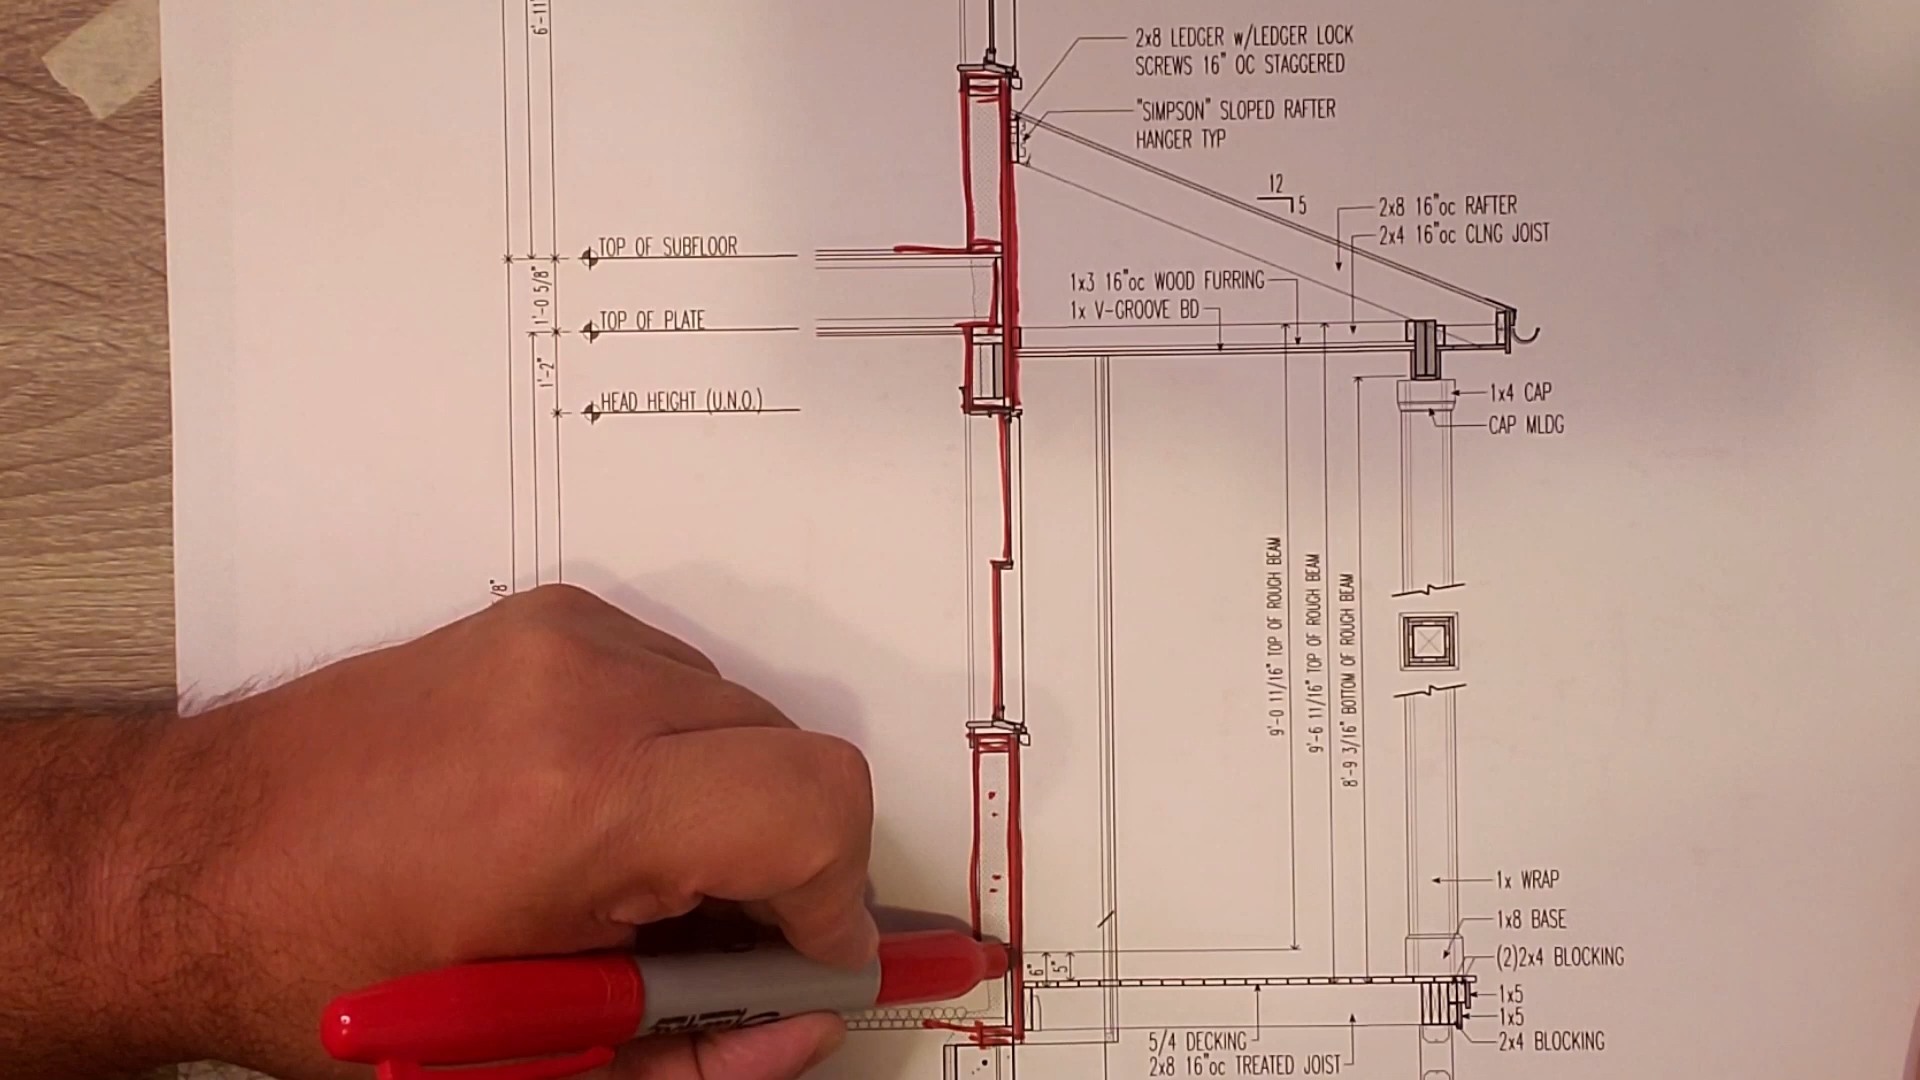 6'-11
2x8 LEDGER w/LEDGER LOCK
SCREWS 16" OC STAGGERED
"SIMPSON" SLOPED RAFTER
HANGER TYP
12
5
2x8 16"oc RAFTER
2x4 16"oc CLNG JOIST
TOP OF SUBFLOOR
1'-0 5/8"
1x3 16"oc WOOD FURRING
1x V-GROOVE BD
TOP OF PLATE
1'-2"
HEAD HEIGHT (U.N.O.)
1x4 CAP
CAP MLDG
/8"
9'-0 11/16" TOP OF ROUGH BEAM
9'-6 11/16" TOP OF ROUGH BEAM
8'-9 3/16" BOTTOM OF ROUGH BEAM
1x WRAP
1x8 BASE
(2)2x4 BLOCKING
6"
5"
1x5
1x5
2x4 BLOCKING
5/4 DECKING
2x8 16"oc TREATED JOIST